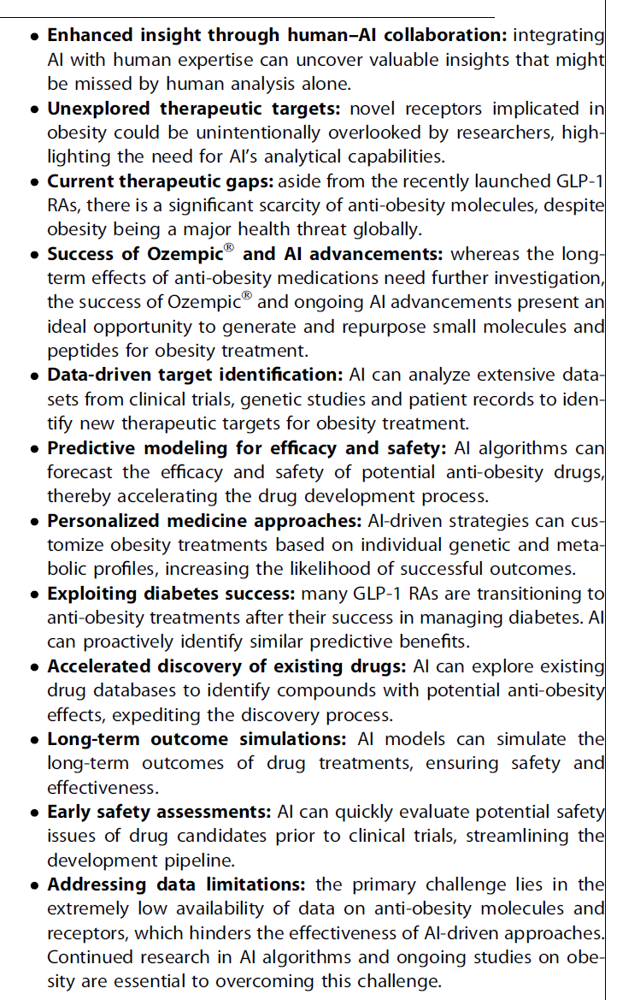 • Enhanced insight through human–AI collaboration: integrating
AI with human expertise can uncover valuable insights that might
be missed by human analysis alone.
• Unexplored therapeutic targets: novel receptors implicated in
obesity could be unintentionally overlooked by researchers, high-
lighting the need for AI's analytical capabilities.
• Current therapeutic gaps: aside from the recently launched GLP-1
RAs, there is a significant scarcity of anti-obesity molecules, despite
obesity being a major health threat globally.
• Success of Ozempic® and AI advancements: whereas the long-
term effects of anti-obesity medications need further investigation,
the success of Ozempic® and ongoing AI advancements present an
ideal opportunity to generate and repurpose small molecules and
peptides for obesity treatment.
• Data-driven target identification: AI can analyze extensive data-
sets from clinical trials, genetic studies and patient records to iden-
tify new therapeutic targets for obesity treatment.
• Predictive modeling for efficacy and safety: AI algorithms can
forecast the efficacy and safety of potential anti-obesity drugs,
thereby accelerating the drug development process.
• Personalized medicine approaches: AI-driven strategies can cus-
tomize obesity treatments based on individual genetic and meta-
bolic profiles, increasing the likelihood of successful outcomes.
• Exploiting diabetes success: many GLP-1 RAs are transitioning to
anti-obesity treatments after their success in managing diabetes. AI
can proactively identify similar predictive benefits.
• Accelerated discovery of existing drugs: AI can explore existing
drug databases to identify compounds with potential anti-obesity
effects, expediting the discovery process.
• Long-term outcome simulations: AI models can simulate the
long-term outcomes of drug treatments, ensuring safety and
effectiveness.
• Early safety assessments: AI can quickly evaluate potential safety
issues of drug candidates prior to clinical trials, streamlining the
development pipeline.
• Addressing data limitations: the primary challenge lies in the
extremely low availability of data on anti-obesity molecules and
receptors, which hinders the effectiveness of AI-driven approaches.
Continued research in AI algorithms and ongoing studies on obe-
sity are essential to overcoming this challenge.